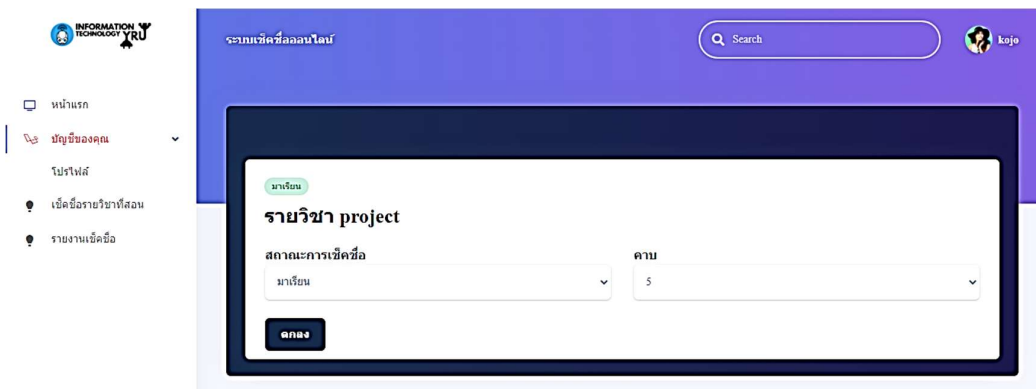 INFORMATION
TECHNOLOGY YRU
ระบบเช็คชื่อออนไลน์
Search
kojo
หน้าแรก
บัญชีของคุณ
โปรไฟล์
เช็คชื่อรายวิชาที่สอน
รายงานเช็คชื่อ
มาเรียน
รายวิชา project
สถานะการเช็คชื่อ
คาบ
มาเรียน
5
ตกลง